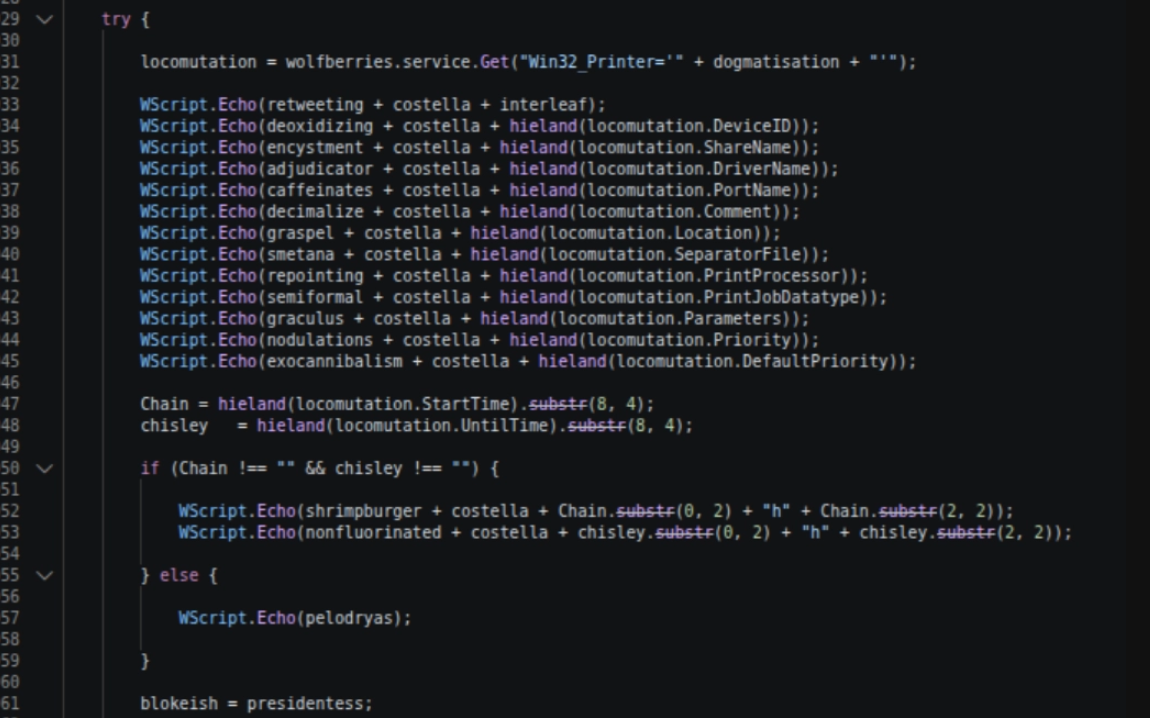 29 try {
30
31 locomutation = wolfberries.service.Get("Win32_Printer='" + dogmatisation + "'");
32
33 WScript.Echo(retweeting + costella + interleaf);
34 WScript.Echo(deoxidizing + costella + hieland(locomutation.DeviceID));
35 WScript.Echo(encystment + costella + hieland(locomutation.ShareName));
36 WScript.Echo(adjudicator + costella + hieland(locomutation.DriverName));
37 WScript.Echo(caffeinates + costella + hieland(locomutation.PortName));
38 WScript.Echo(decimalize + costella + hieland(locomutation.Comment));
39 WScript.Echo(graspel + costella + hieland(locomutation.Location));
40 WScript.Echo(smetana + costella + hieland(locomutation.SeparatorFile));
41 WScript.Echo(repointing + costella + hieland(locomutation.PrintProcessor));
42 WScript.Echo(semiformal + costella + hieland(locomutation.PrintJobDatatype));
43 WScript.Echo(graculus + costella + hieland(locomutation.Parameters));
44 WScript.Echo(nodulations + costella + hieland(locomutation.Priority));
45 WScript.Echo(exocannibalism + costella + hieland(locomutation.DefaultPriority));
46
47 Chain = hieland(locomutation.StartTime).substr(8, 4);
48 chisley   = hieland(locomutation.UntilTime).substr(8, 4);
49
50 if (Chain !== "" && chisley !== "") {
51
52 WScript.Echo(shrimpburger + costella + Chain.substr(0, 2) + "h" + Chain.substr(2, 2));
53 WScript.Echo(nonfluorinated + costella + chisley.substr(0, 2) + "h" + chisley.substr(2, 2));
54
55 } else {
56
57 WScript.Echo(pelodryas);
58
59 }
60
61 blokeish = presidentess;